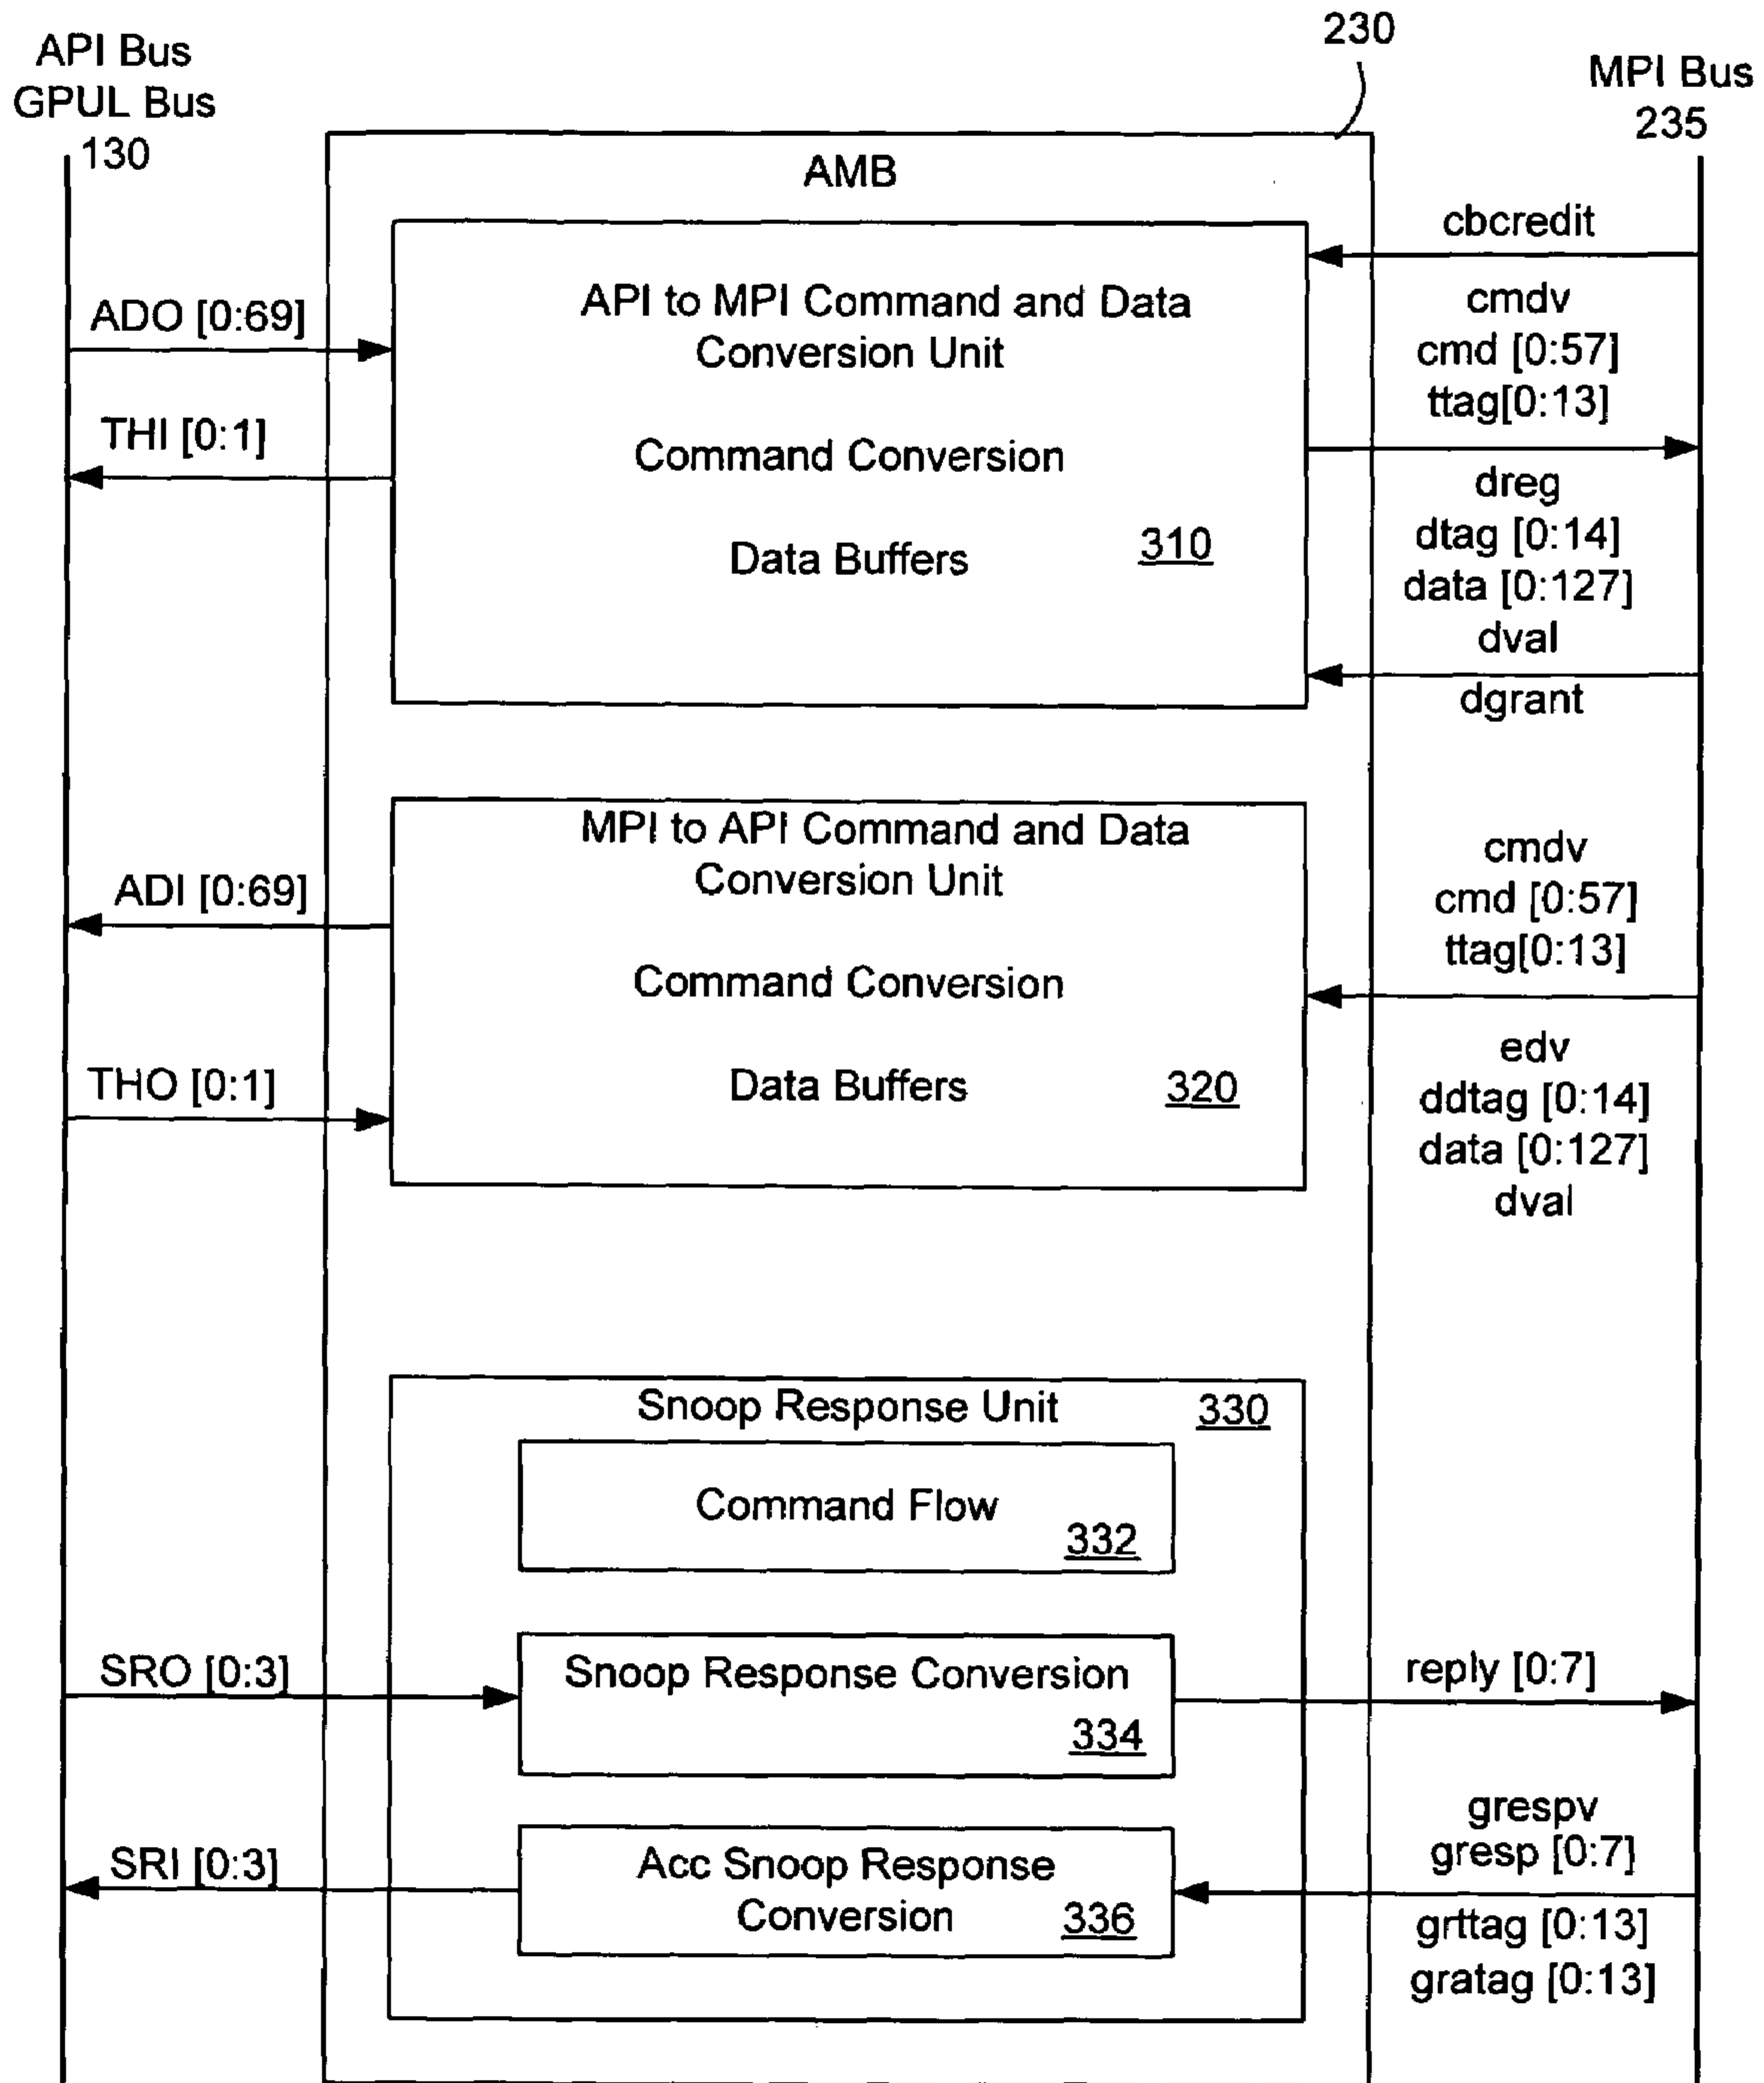 API Bus
GPUL Bus
130
230
MPI Bus
235
AMB
cbcredit
ADO [0:69]
API to MPI Command and Data
Conversion Unit
cmdv
cmd [0:57]
ttag[0:13]
THI [0:1]
Command Conversion
dreg
dtag [0:14]
data [0:127]
dval
Data Buffers
310
dgrant
MPI to API Command and Data
Conversion Unit
cmdv
cmd [0:57]
ttag[0:13]
ADI [0:69]
Command Conversion
edv
ddtag [0:14]
data [0:127]
dval
THO [0:1]
Data Buffers
320
Snoop Response Unit
330
Command Flow
332
SRO [0:3]
Snoop Response Conversion
334
reply [0:7]
SRI [0:3]
Acc Snoop Response
Conversion
336
grespv
gresp [0:7]
grttag [0:13]
gratag [0:13]